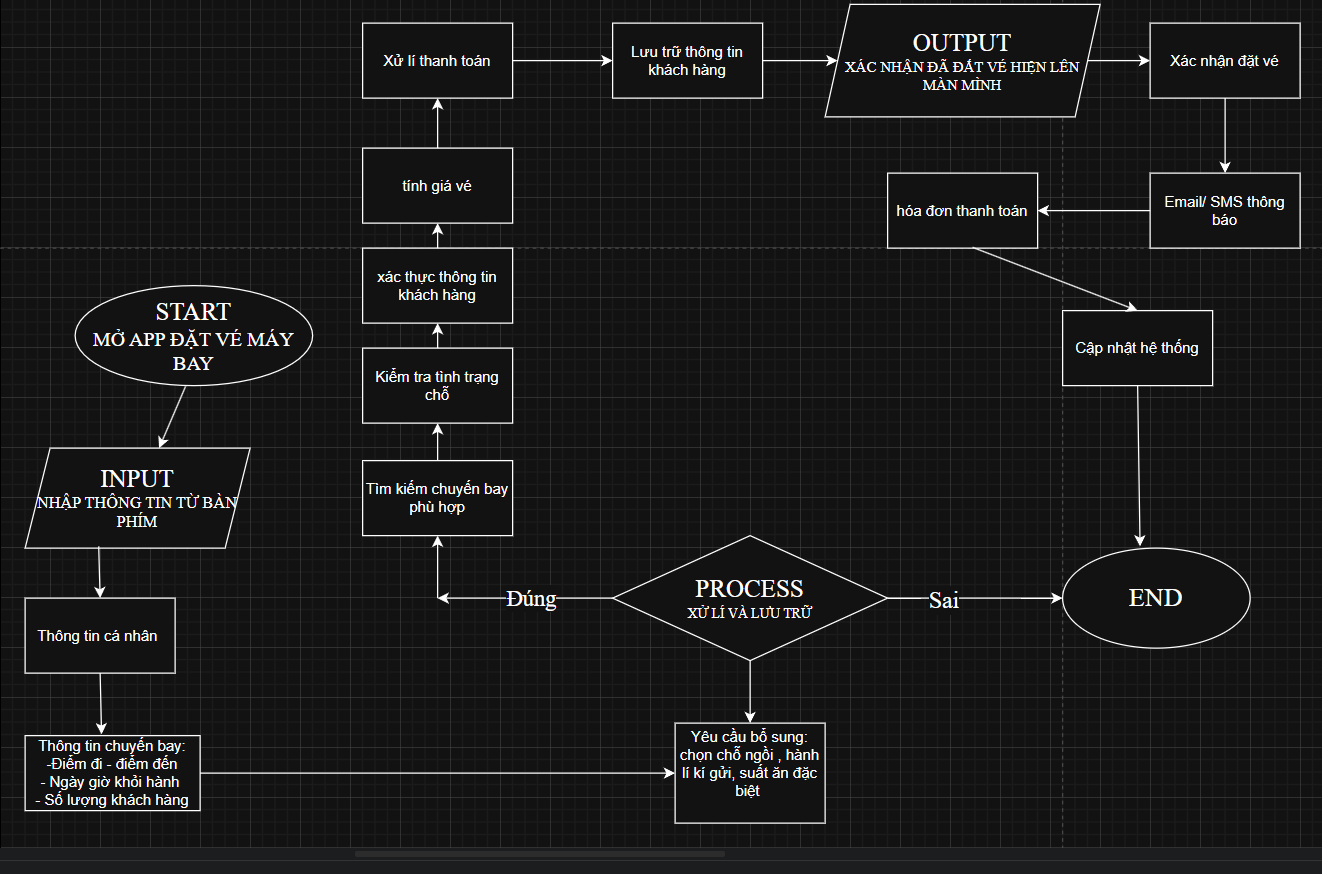 START
MỞ APP ĐẶT VÉ MÁY
BAY
INPUT
NHẬP THÔNG TIN TỪ BÀN
PHÍM
Thông tin cá nhân
Thông tin chuyến bay:
-Điểm đi - điểm đến
- Ngày giờ khỏi hành
- Số lượng khách hàng
Yêu cầu bổ sung:
chọn chỗ ngồi , hành
lí kí gửi, suất ăn đặc
biệt
PROCESS
XỬ LÍ VÀ LƯU TRỮ
Đúng
Sai
Tìm kiếm chuyến bay
phù hợp
Kiểm tra tình trạng
chỗ
xác thực thông tin
khách hàng
tính giá vé
Xử lí thanh toán
Lưu trữ thông tin
khách hàng
OUTPUT
XÁC NHẬN ĐÃ ĐẮT VÉ HIỆN LÊN
MÀN MÌNH
Xác nhận đặt vé
Email/ SMS thông
báo
hóa đơn thanh toán
Cập nhật hệ thống
END